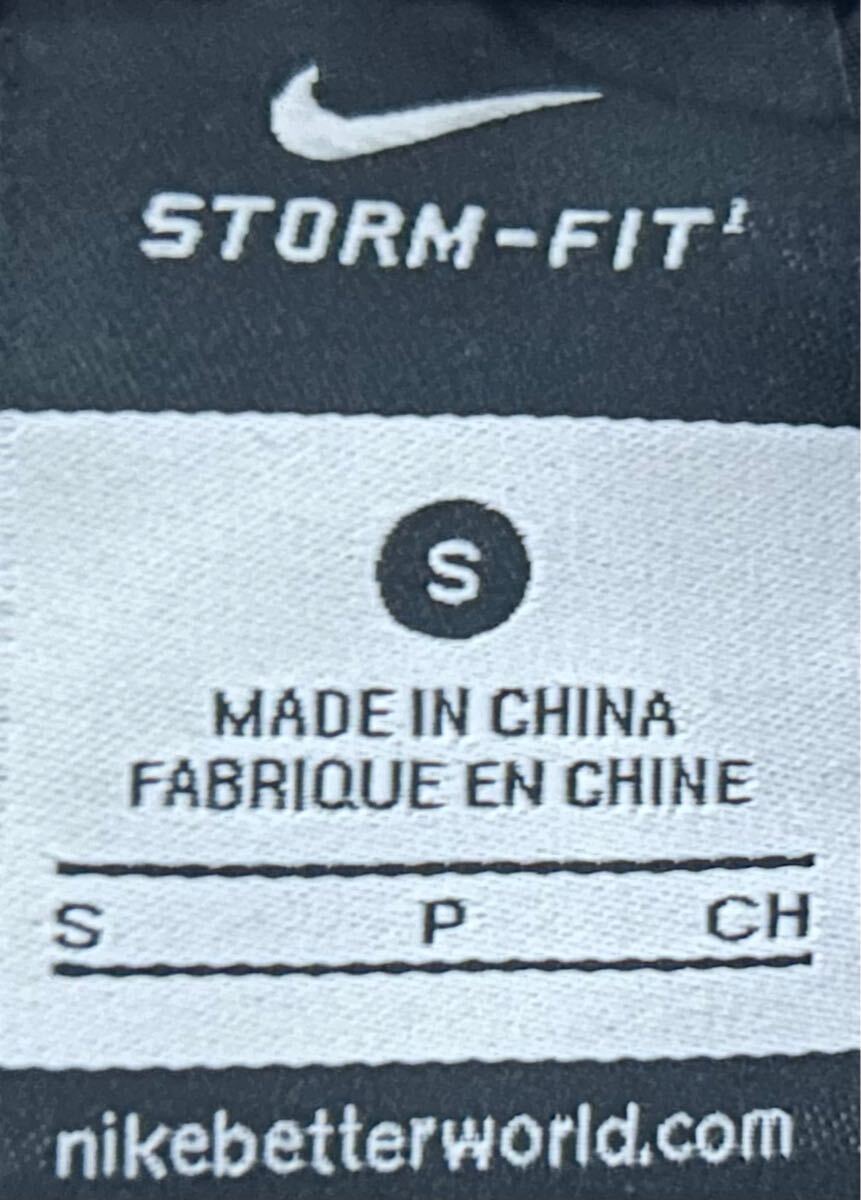 STORM-FIT¹
S
MADE IN CHINA
FABRIQUE EN CHINE
S P CH
nikebetterworld.com